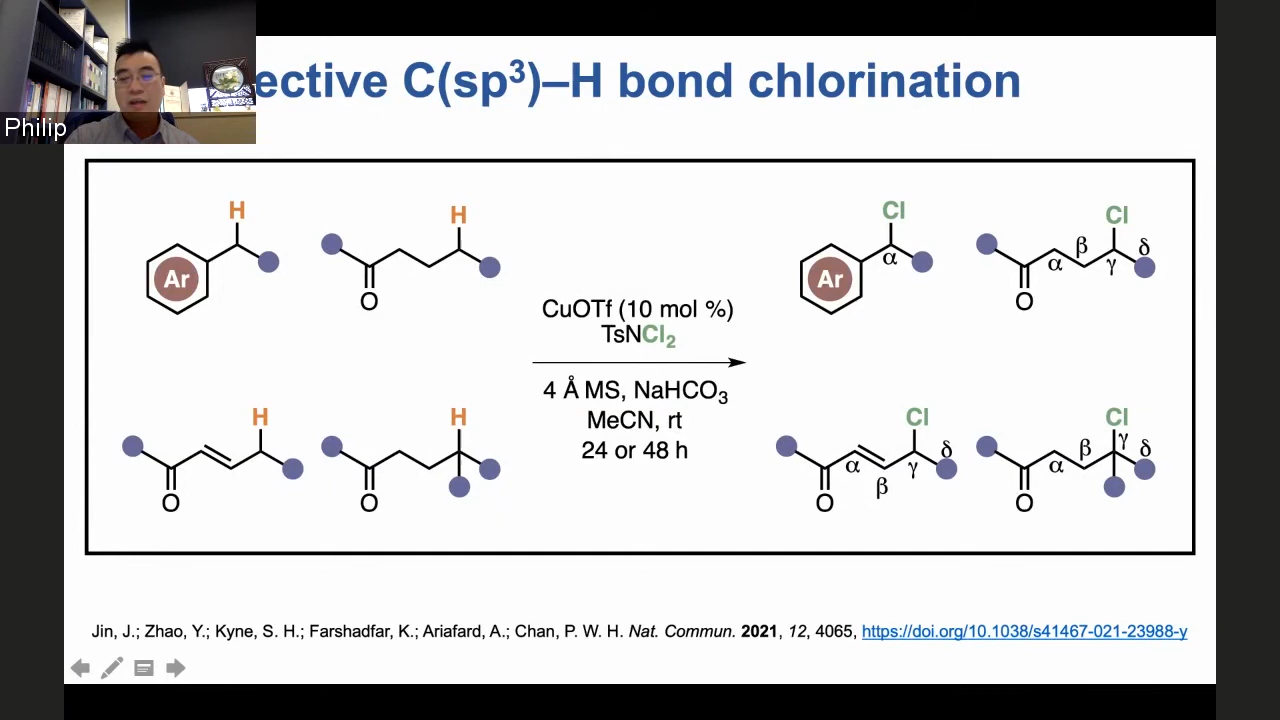 ective C(sp³)–H bond chlorination
Philip
H
H
Cl
Cl
Ar
O
Ar
α
O
α
β
γ
δ
CuOTf (10 mol %)
TsNCl₂
4 Å MS, NaHCO₃
MeCN, rt
24 or 48 h
H
H
Cl
Cl
O
O
O
α
β
γ
δ
O
α
β
γ
δ
Jin, J.; Zhao, Y.; Kyne, S. H.; Farshadfar, K.; Ariafard, A.; Chan, P. W. H. Nat. Commun. 2021, 12, 4065, https://doi.org/10.1038/s41467-021-23988-y